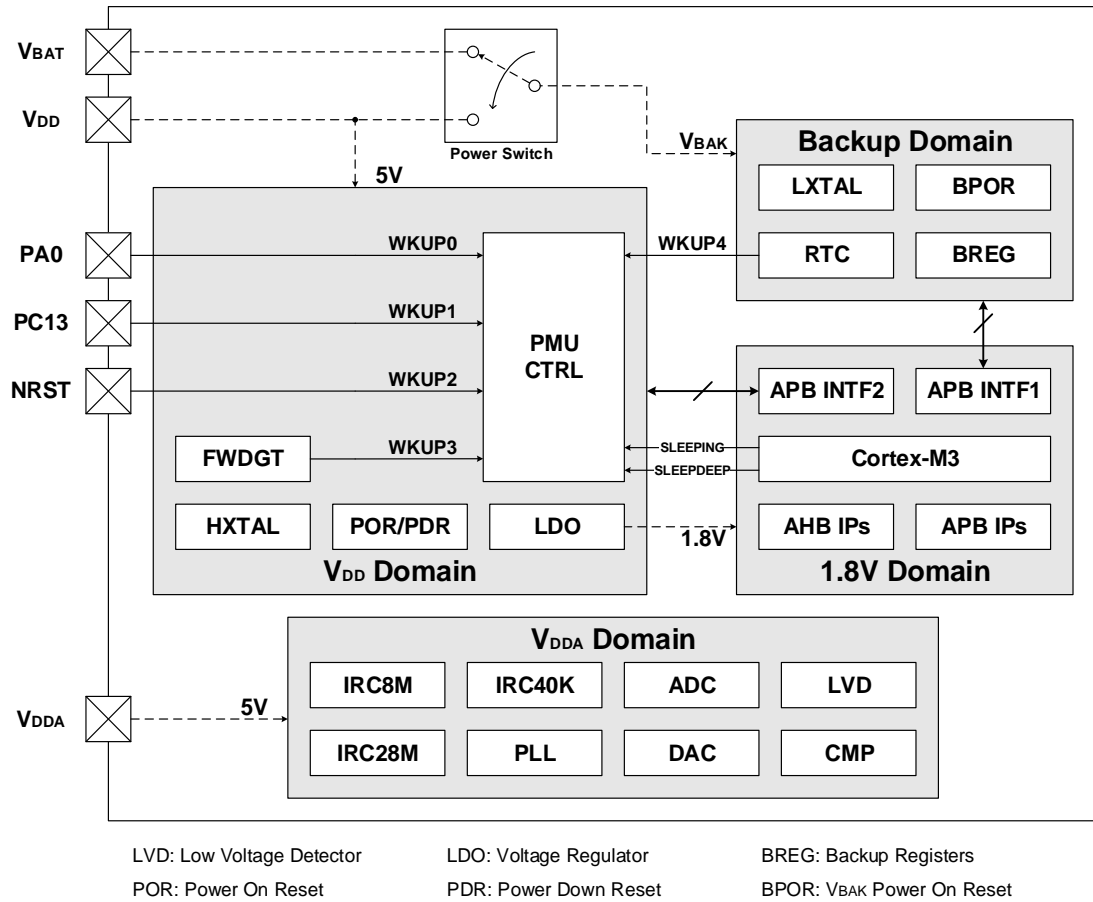 VBAT
VDD
Power Switch
VBAK
5V
Backup Domain
LXTAL
BPOR
RTC
BREG
PA0
WKUP0
WKUP4
PC13
WKUP1
PMU
CTRL
NRST
WKUP2
APB INTF2
APB INTF1
FWDGT
WKUP3
SLEEPING
SLEEPDEEP
Cortex-M3
HXTAL
POR/PDR
LDO
1.8V
AHB IPs
APB IPs
VDD Domain
1.8V Domain
VDDA Domain
VDDA
5V
IRC8M
IRC40K
ADC
LVD
IRC28M
PLL
DAC
CMP
LVD: Low Voltage Detector
LDO: Voltage Regulator
BREG: Backup Registers
POR: Power On Reset
PDR: Power Down Reset
BPOR: VBAK Power On Reset